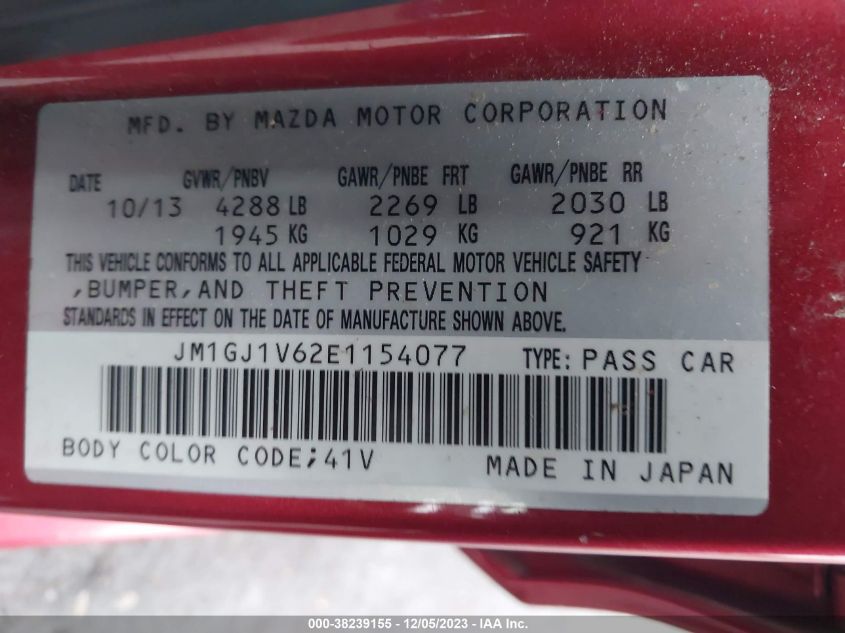 MFD. BY MAZDA MOTOR CORPORATION
DATE GVWR/PNBV GAWR/PNBE FRT GAWR/PNBE RR
10/13 4288 LB 2269 LB 2030 LB
1945 KG 1029 KG 921 KG
THIS VEHICLE CONFORMS TO ALL APPLICABLE FEDERAL MOTOR VEHICLE SAFETY
,BUMPER,AND THEFT PREVENTION
STANDARDS IN EFFECT ON THE DATE OF MANUFACTURE SHOWN ABOVE.
JM1GJ1V62E1154077 TYPE: PASS CAR
BODY COLOR CODE;41V MADE IN JAPAN
000-38239155 - 12/05/2023 - IAA Inc.